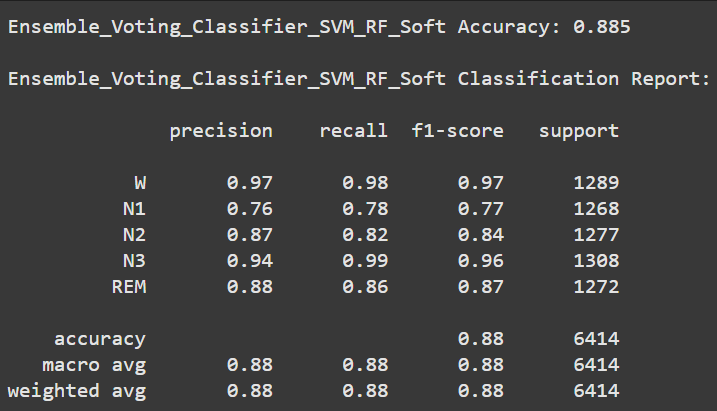 Ensemble_Voting_Classifier_SVM_RF_Soft Accuracy: 0.885
Ensemble_Voting_Classifier_SVM_RF_Soft Classification Report:
precision recall f1-score support
W 0.97 0.98 0.97 1289
N1 0.76 0.78 0.77 1268
N2 0.87 0.82 0.84 1277
N3 0.94 0.99 0.96 1308
REM 0.88 0.86 0.87 1272
accuracy 0.88 6414
macro avg 0.88 0.88 0.88 6414
weighted avg 0.88 0.88 0.88 6414